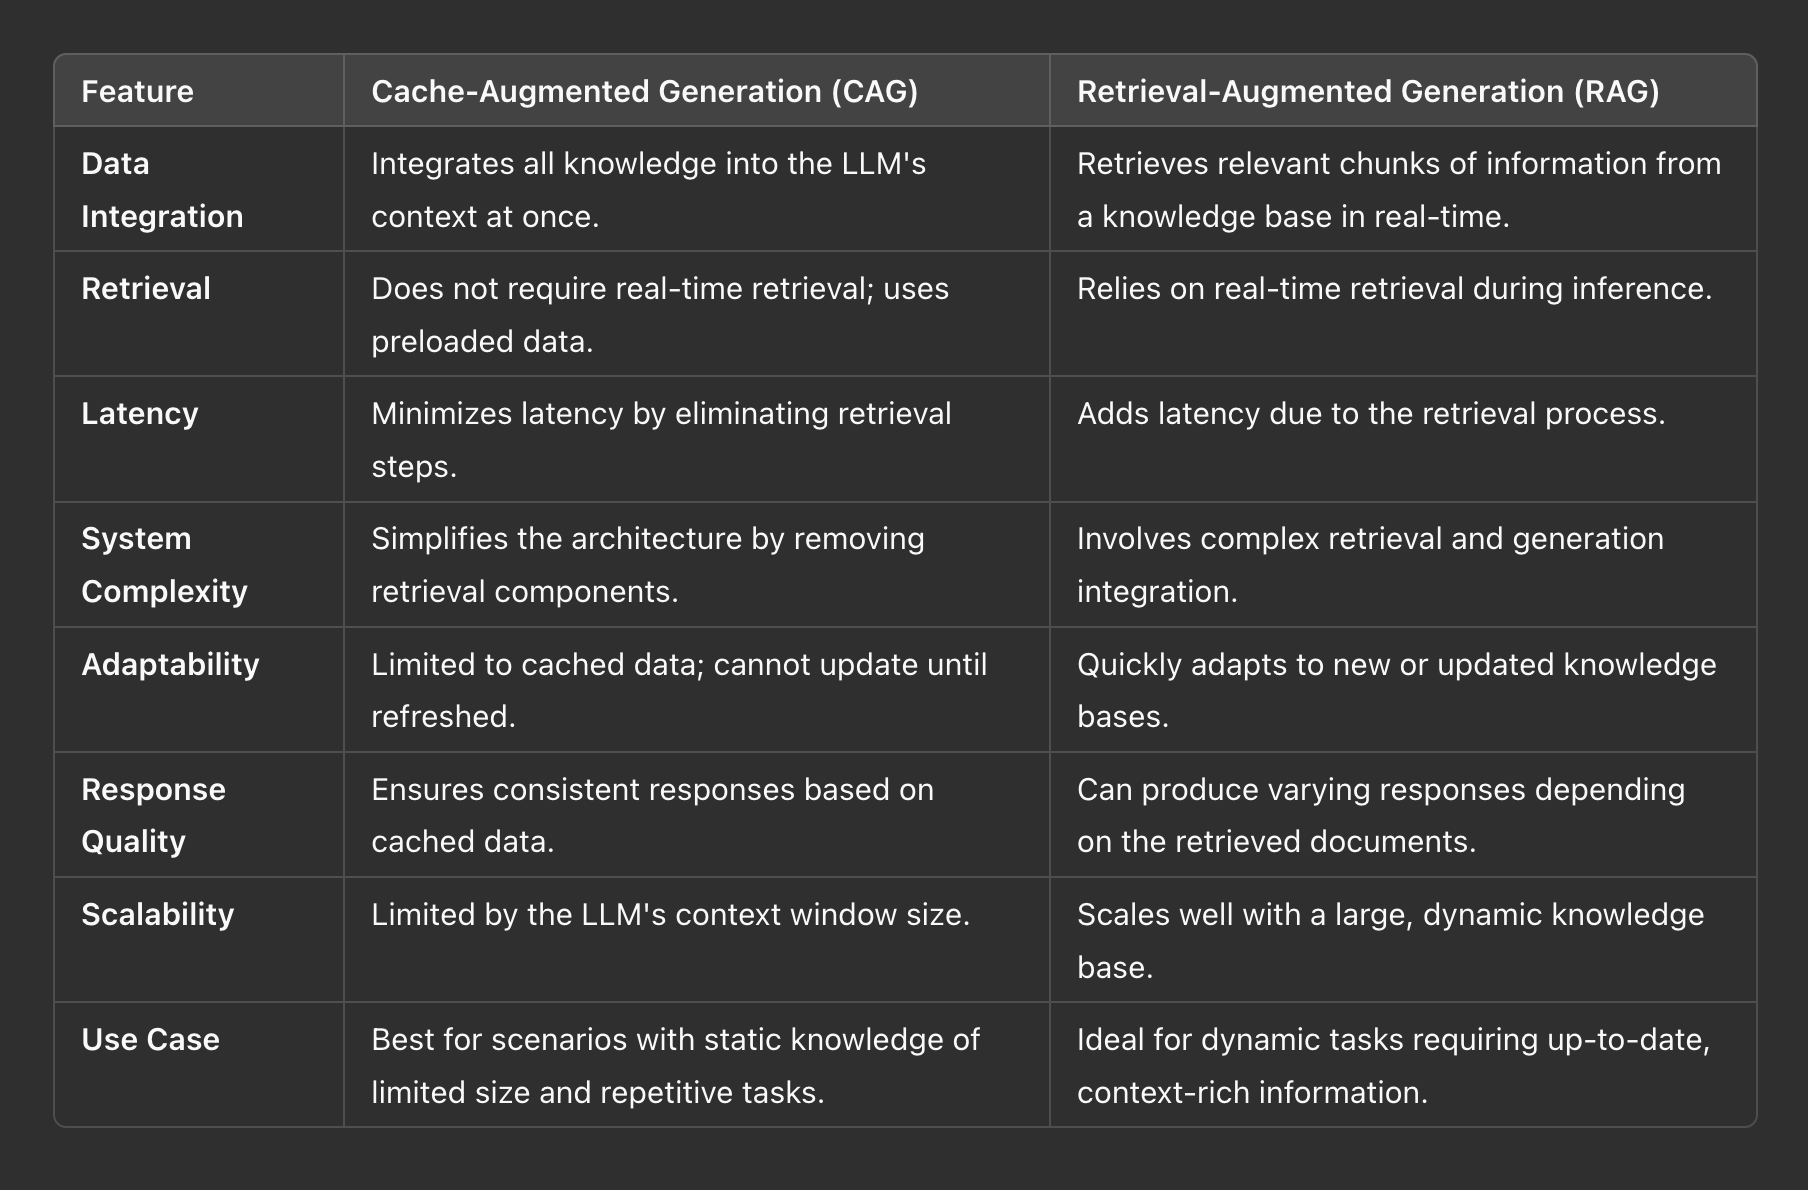 Feature
Cache-Augmented Generation (CAG)
Retrieval-Augmented Generation (RAG)
Data
Integration
Integrates all knowledge into the LLM's
context at once.
Retrieves relevant chunks of information from
a knowledge base in real-time.
Retrieval
Does not require real-time retrieval; uses
preloaded data.
Relies on real-time retrieval during inference.
Latency
Minimizes latency by eliminating retrieval
steps.
Adds latency due to the retrieval process.
System
Complexity
Simplifies the architecture by removing
retrieval components.
Involves complex retrieval and generation
integration.
Adaptability
Limited to cached data; cannot update until
refreshed.
Quickly adapts to new or updated knowledge
bases.
Response
Quality
Ensures consistent responses based on
cached data.
Can produce varying responses depending
on the retrieved documents.
Scalability
Limited by the LLM's context window size.
Scales well with a large, dynamic knowledge
base.
Use Case
Best for scenarios with static knowledge of
limited size and repetitive tasks.
Ideal for dynamic tasks requiring up-to-date,
context-rich information.